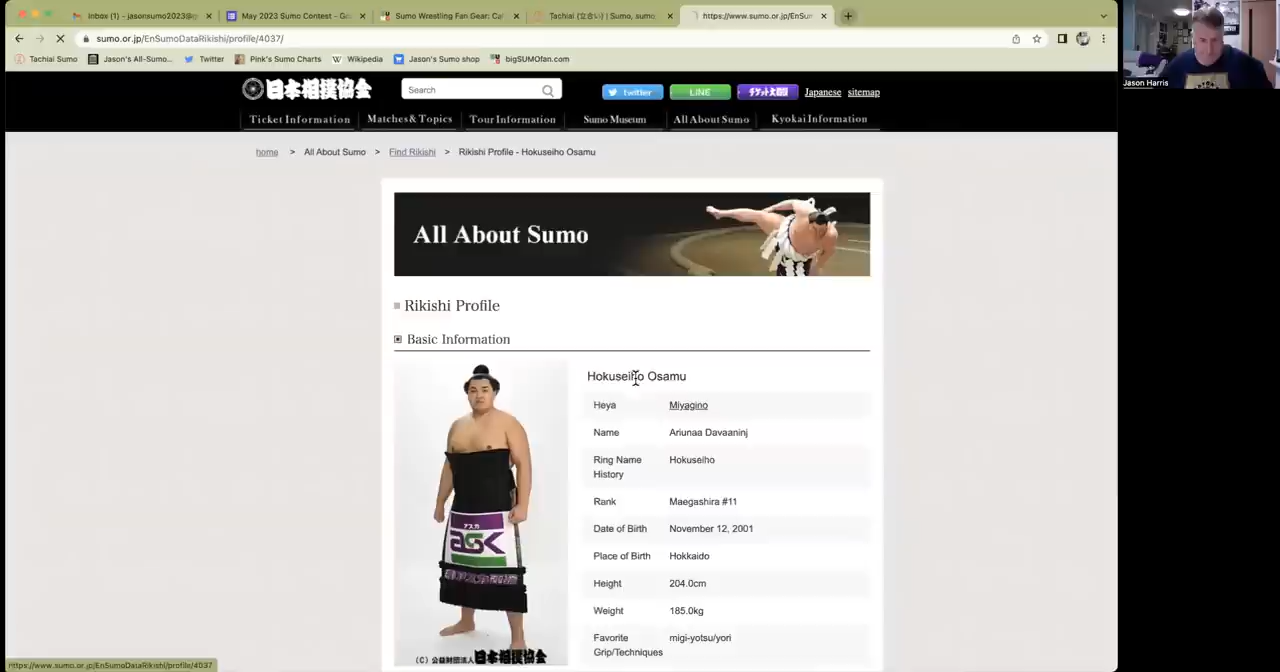 Inbox (1) - jasonsumo2023@g
May 2023 Sumo Contest - Go
Sumo Wrestling Fan Gear: Ca
Tachiai (立合い) | Sumo, sumo
https://www.sumo.or.jp/EnSum
sumo.or.jp/EnSumoDataRikishi/profile/4037/
Tachiai Sumo
Jason's All-Sumo...
Twitter
Pink's Sumo Charts
Wikipedia
Jason's Sumo shop
bigSUMOfan.com
Jason Harris
日本相撲協会
Search
twitter
LINE
チケット大相撲
Japanese
sitemap
Ticket Information
Matches & Topics
Tour Information
Sumo Museum
All About Sumo
Kyokai Information
home > All About Sumo > Find Rikishi > Rikishi Profile - Hokuseiho Osamu
All About Sumo
Rikishi Profile
Basic Information
Hokuseiho Osamu
Heya Miyagino
Name Ariunaa Davaaninj
Ring Name Hokuseiho
History
Rank Maegashira #11
Date of Birth November 12, 2001
Place of Birth Hokkaido
Height 204.0cm
Weight 185.0kg
Favorite migi-yotsu/yori
Grip/Techniques
アスカ
ask
(C) 公益財団法人 日本相撲協会
https://www.sumo.or.jp/EnSumoDataRikishi/profile/4037